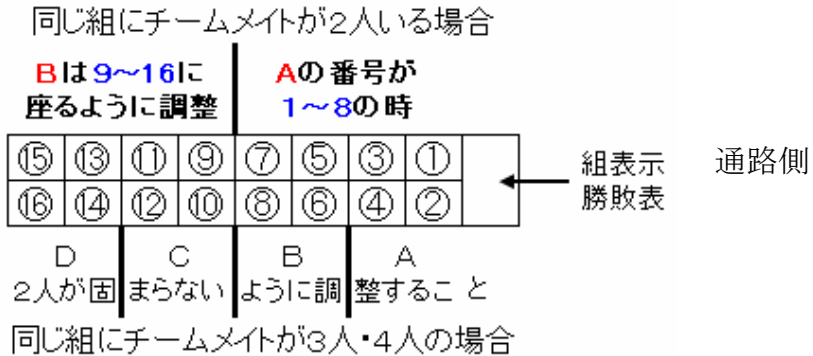 同じ組にチームメイトが2人いる場合
Bは9～16に
座るように調整
Aの番号が
1～8の時
⑮ ⑬ ⑪ ⑨ ⑦ ⑤ ③ ①
⑯ ⑭ ⑫ ⑩ ⑧ ⑥ ④ ②
組表示
勝敗表
通路側
D C B A
2人が固まらないように調整すること
同じ組にチームメイトが3人・4人の場合